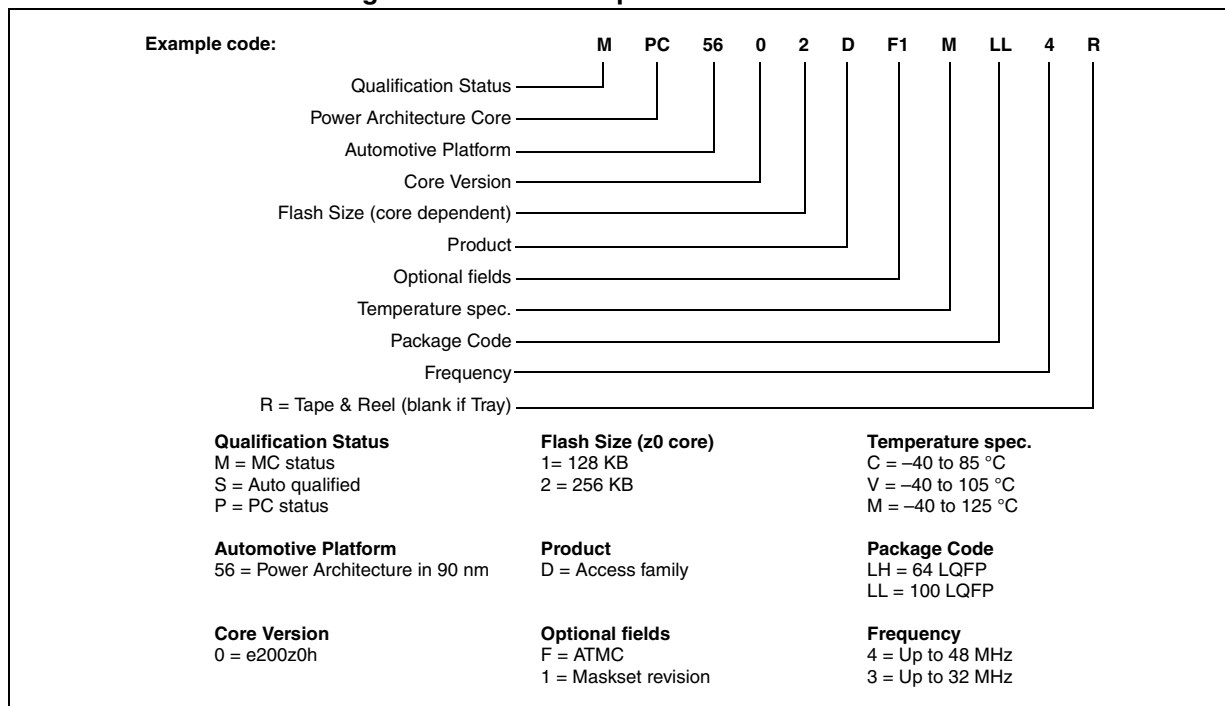 Example code: M PC 56 0 2 D F1 M LL 4 R
Qualification Status
Power Architecture Core
Automotive Platform
Core Version
Flash Size (core dependent)
Product
Optional fields
Temperature spec.
Package Code
Frequency
R = Tape & Reel (blank if Tray)
Qualification Status
M = MC status
S = Auto qualified
P = PC status
Flash Size (z0 core)
1= 128 KB
2 = 256 KB
Temperature spec.
C = –40 to 85 °C
V = –40 to 105 °C
M = –40 to 125 °C
Automotive Platform
56 = Power Architecture in 90 nm
Product
D = Access family
Package Code
LH = 64 LQFP
LL = 100 LQFP
Core Version
0 = e200z0h
Optional fields
F = ATMC
1 = Maskset revision
Frequency
4 = Up to 48 MHz
3 = Up to 32 MHz